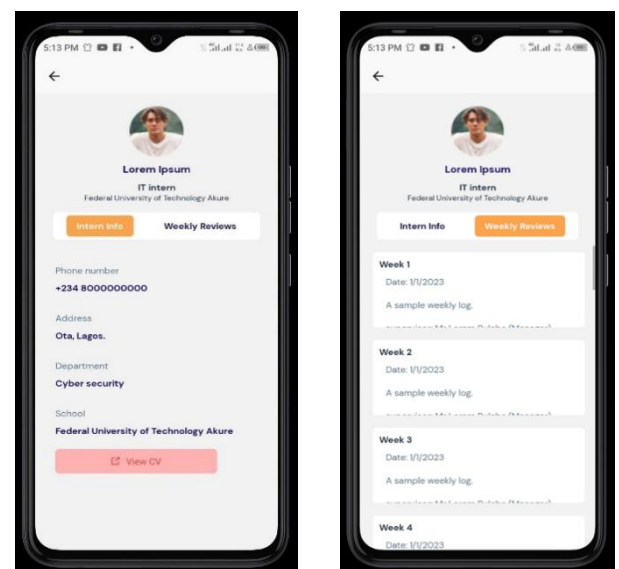 5:13 PM
Lorem Ipsum
IT intern
Federal University of Technology Akure
Intern Info
Weekly Reviews
Phone number
+234 8000000000
Address
Ota, Lagos.
Department
Cyber security
School
Federal University of Technology Akure
View CV
5:13 PM
Lorem Ipsum
IT intern
Federal University of Technology Akure
Intern Info
Weekly Reviews
Week 1
Date: 1/1/2023
A sample weekly log.
Week 2
Date: 1/1/2023
A sample weekly log.
Week 3
Date: 1/1/2023
A sample weekly log.
Week 4
Date: 1/1/2023